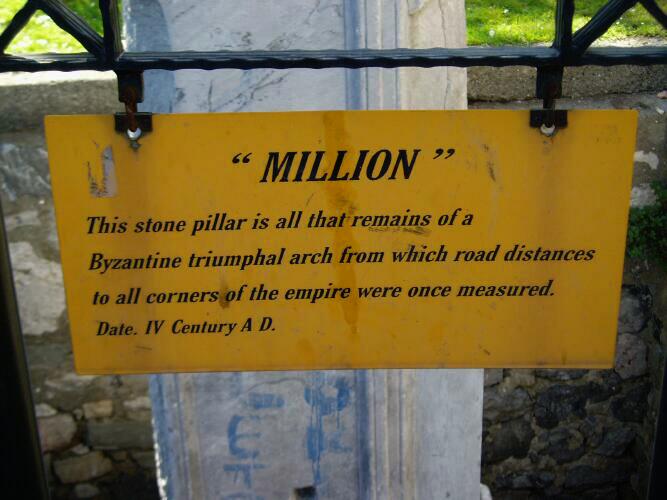 “ MILLION ”
This stone pillar is all that remains of a
Byzantine triumphal arch from which road distances
to all corners of the empire were once measured.
Date. IV Century A D.